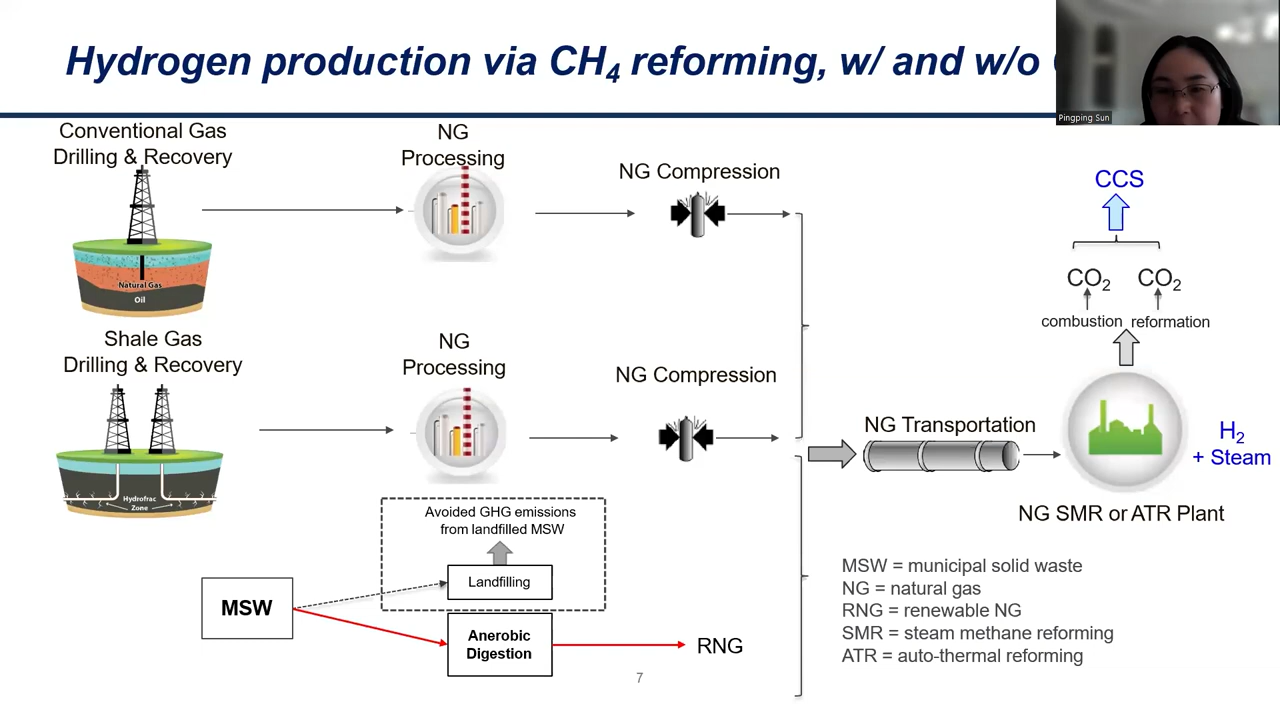 Hydrogen production via CH4 reforming, w/ and w/o
Pingping Sun
Conventional Gas
Drilling & Recovery
NG
Processing
NG Compression
Natural Gas
Oil
CCS
CO2
CO2
combustion
reformation
Shale Gas
Drilling & Recovery
NG
Processing
NG Compression
Hydrofrac
Zone
NG Transportation
H2
+ Steam
NG SMR or ATR Plant
Avoided GHG emissions
from landfilled MSW
Landfilling
MSW
Anerobic
Digestion
RNG
MSW = municipal solid waste
NG = natural gas
RNG = renewable NG
SMR = steam methane reforming
ATR = auto-thermal reforming
7